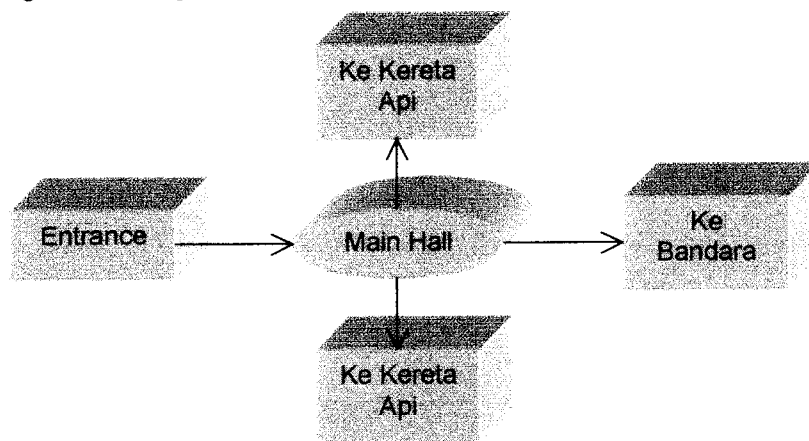 Ke Kereta
Api
Entrance
Main Hall
Ke
Bandara
Ke Kereta
Api